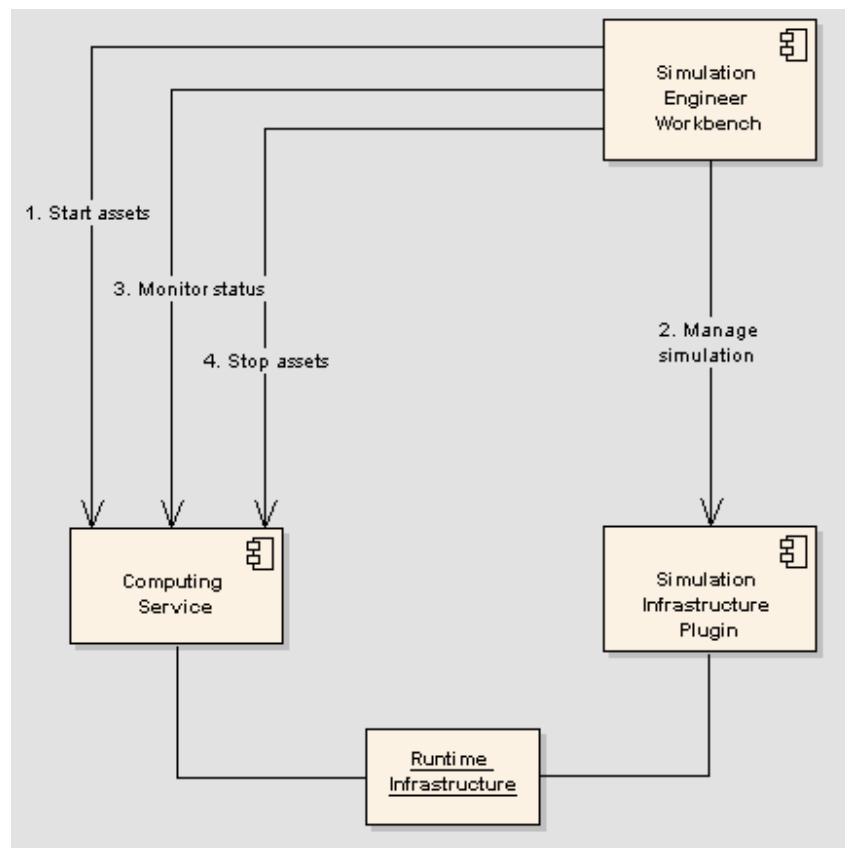 Simulation
Engineer
Workbench
1. Start assets
3. Monitor status
4. Stop assets
2. Manage
simulation
Computing
Service
Simulation
Infrastructure
Plugin
Runtime
Infrastructure